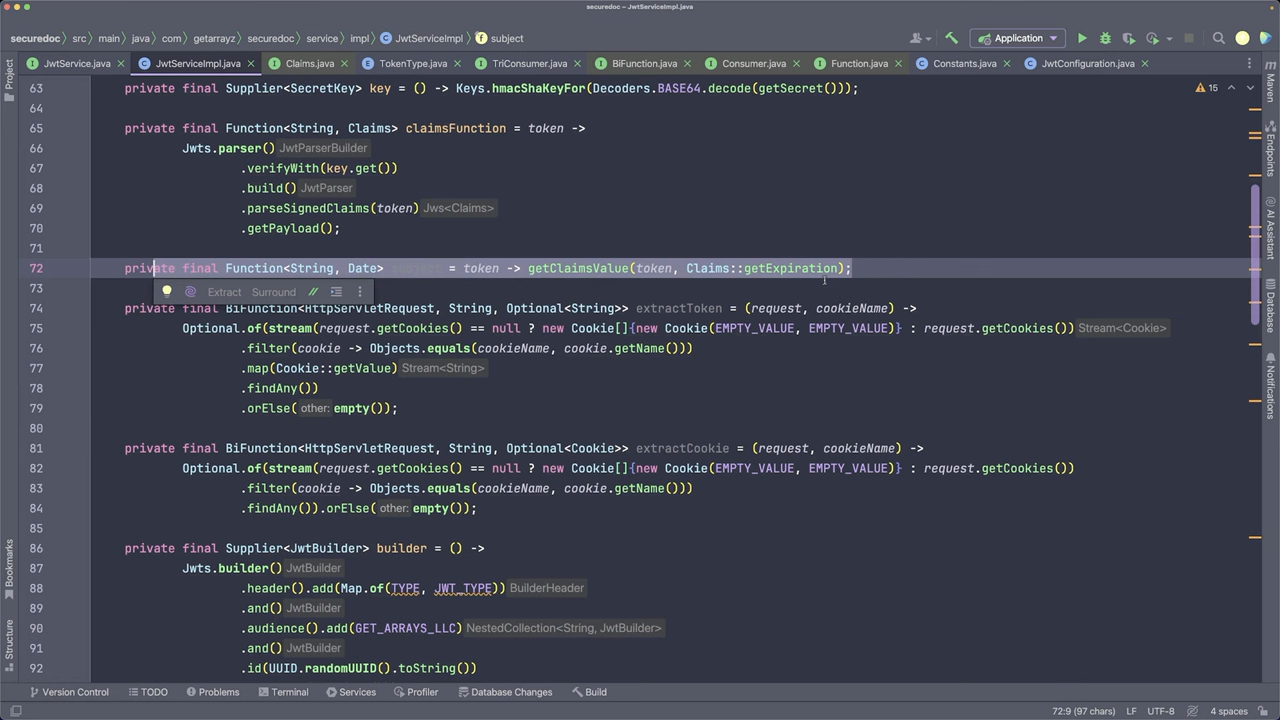 securedoc – JwtServiceImpl.java
securedoc › src › main › java › com › getarrayz › securedoc › service › impl › JwtServiceImpl › subject
Application
JwtService.java JwtServiceImpl.java Claims.java TokenType.java TriConsumer.java BiFunction.java Consumer.java Function.java Constants.java JwtConfiguration.java
Project
Bookmarks
Structure
63 private final Supplier<SecretKey> key = () -> Keys.hmacShaKeyFor(Decoders.BASE64.decode(getSecret()));
15
65 private final Function<String, Claims> claimsFunction = token ->
66 Jwts.parser() JwtParserBuilder
67 .verifyWith(key.get())
68 .build() JwtParser
69 .parseSignedClaims(token) Jws<Claims>
70 .getPayload();
71
72 private final Function<String, Date> = token -> getClaimsValue(token, Claims::getExpiration);
73
Extract Surround //
74 private final BiFunction<HttpServletRequest, String, Optional<String>> extractToken = (request, cookieName) ->
75 Optional.of(stream(request.getCookies() == null ? new Cookie[]{new Cookie(EMPTY_VALUE, EMPTY_VALUE)} : request.getCookies()) Stream<Cookie>
76 .filter(cookie -> Objects.equals(cookieName, cookie.getName()))
77 .map(Cookie::getValue) Stream<String>
78 .findAny())
79 .orElse( other: empty());
80
81 private final BiFunction<HttpServletRequest, String, Optional<Cookie>> extractCookie = (request, cookieName) ->
82 Optional.of(stream(request.getCookies() == null ? new Cookie[]{new Cookie(EMPTY_VALUE, EMPTY_VALUE)} : request.getCookies())
83 .filter(cookie -> Objects.equals(cookieName, cookie.getName()))
84 .findAny()).orElse( other: empty());
85
86 private final Supplier<JwtBuilder> builder = () ->
87 Jwts.builder() JwtBuilder
88 .header().add(Map.of(TYPE, JWT_TYPE)) BuilderHeader
89 .and() JwtBuilder
90 .audience().add(GET_ARRAYS_LLC) NestedCollection<String, JwtBuilder>
91 .and() JwtBuilder
92 .id(UUID.randomUUID().toString())
Maven
Endpoints
AI Assistant
Database
Notifications
Version Control TODO Problems Terminal Services Profiler Database Changes Build
72:9 (97 chars) LF UTF-8 4 spaces